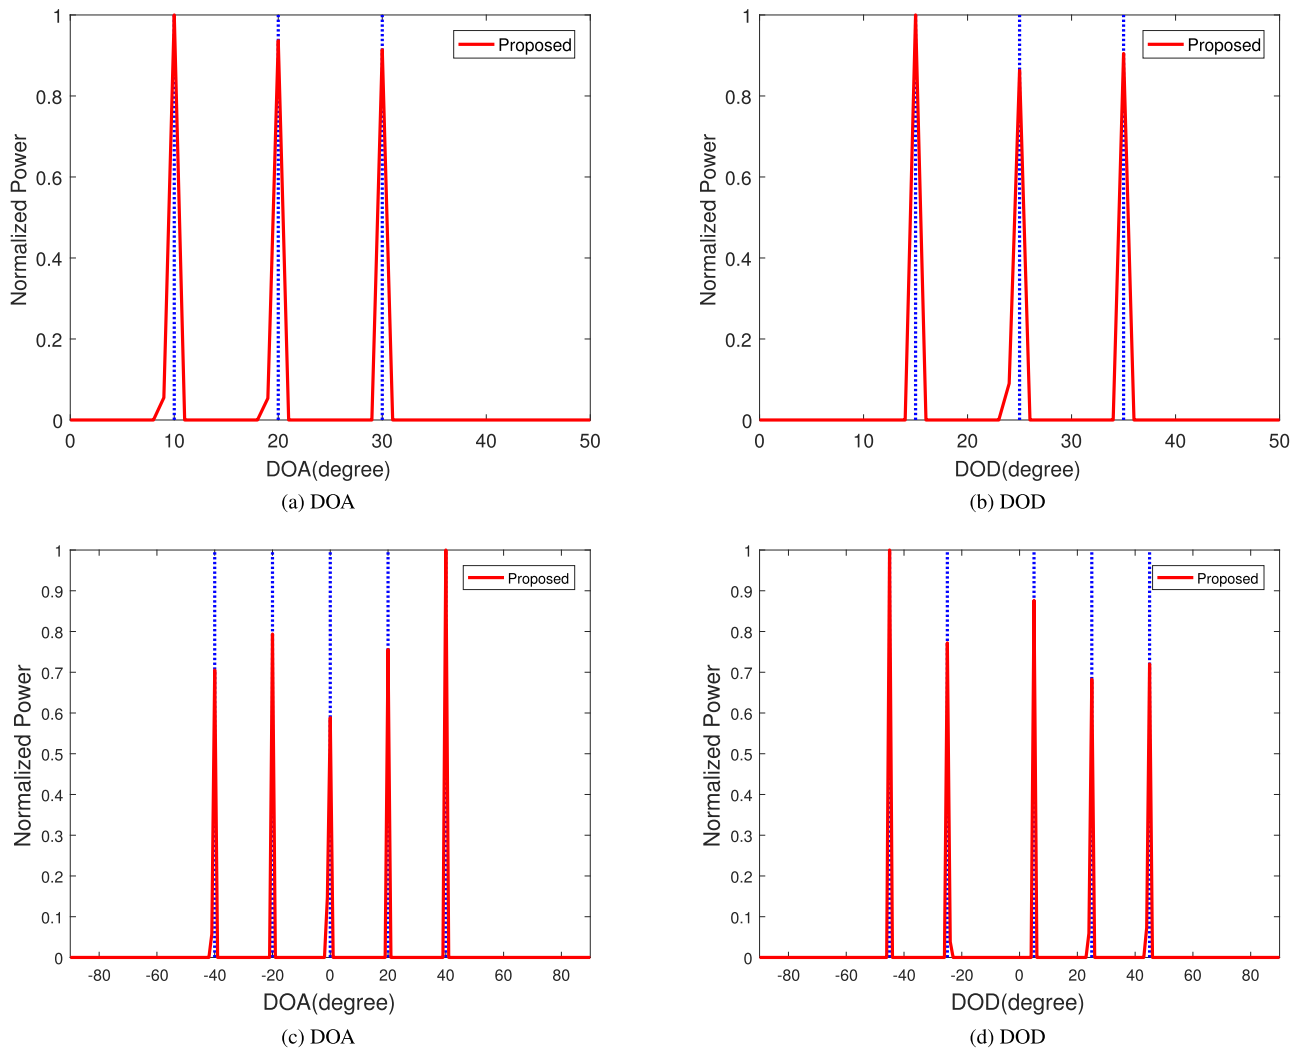 1
0.8
0.6
0.4
0.2
0
Normalized Power
Proposed
0 10 20 30 40 50
DOA(degree)
(a) DOA
1
0.8
0.6
0.4
0.2
0
Normalized Power
Proposed
0 10 20 30 40 50
DOD(degree)
(b) DOD
1
0.9
0.8
0.7
0.6
0.5
0.4
0.3
0.2
0.1
0
Normalized Power
Proposed
-80 -60 -40 -20 0 20 40 60 80
DOA(degree)
(c) DOA
1
0.9
0.8
0.7
0.6
0.5
0.4
0.3
0.2
0.1
0
Normalized Power
Proposed
-80 -60 -40 -20 0 20 40 60 80
DOD(degree)
(d) DOD